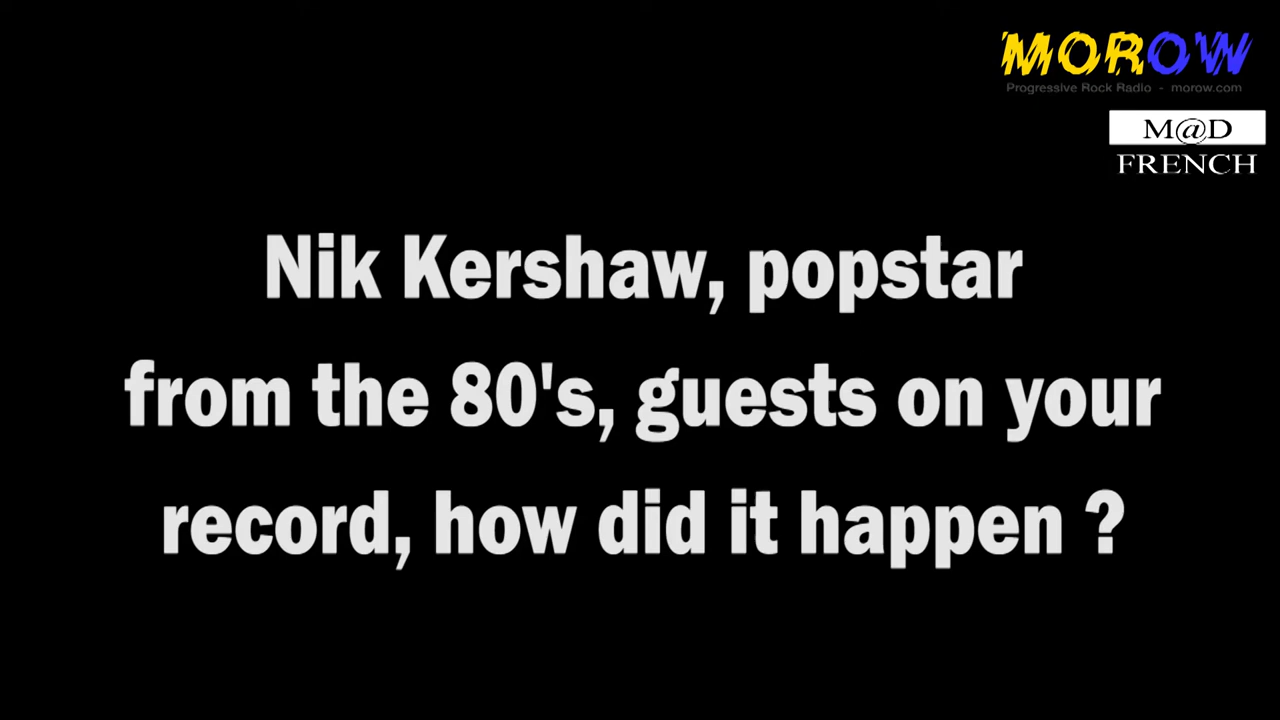 MOROW
Progressive Rock Radio - morow.com
M@D
FRENCH
Nik Kershaw, popstar
from the 80's, guests on your
record, how did it happen ?